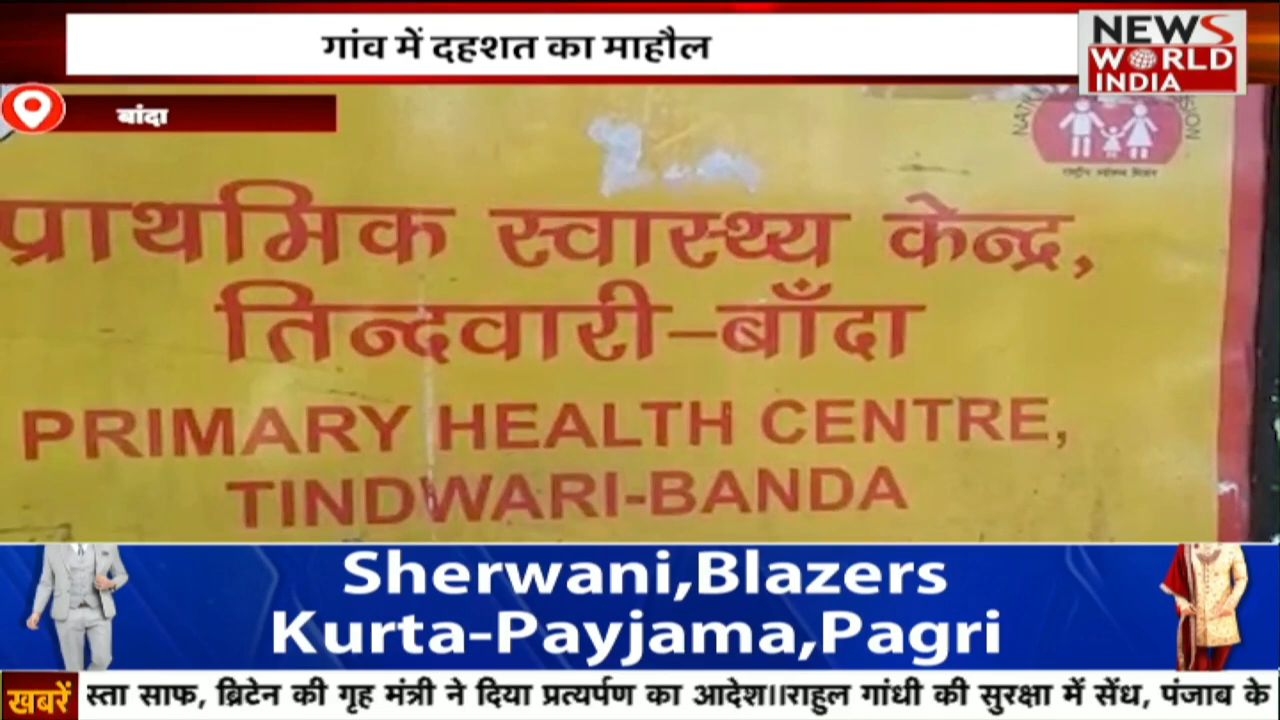 गांव में दहशत का माहौल
NEWS
WORLD
INDIA
बांदा
राष्ट्रीय स्वास्थ्य मिशन
प्राथमिक स्वास्थ्य केन्द्र,
तिन्दवारी-बाँदा
PRIMARY HEALTH CENTRE,
TINDWARI-BANDA
Sherwani,Blazers
Kurta-Payjama,Pagri
खबरें
स्ता साफ, ब्रिटेन की गृह मंत्री ने दिया प्रत्यर्पण का आदेश।।राहुल गांधी की सुरक्षा में सेंध, पंजाब के